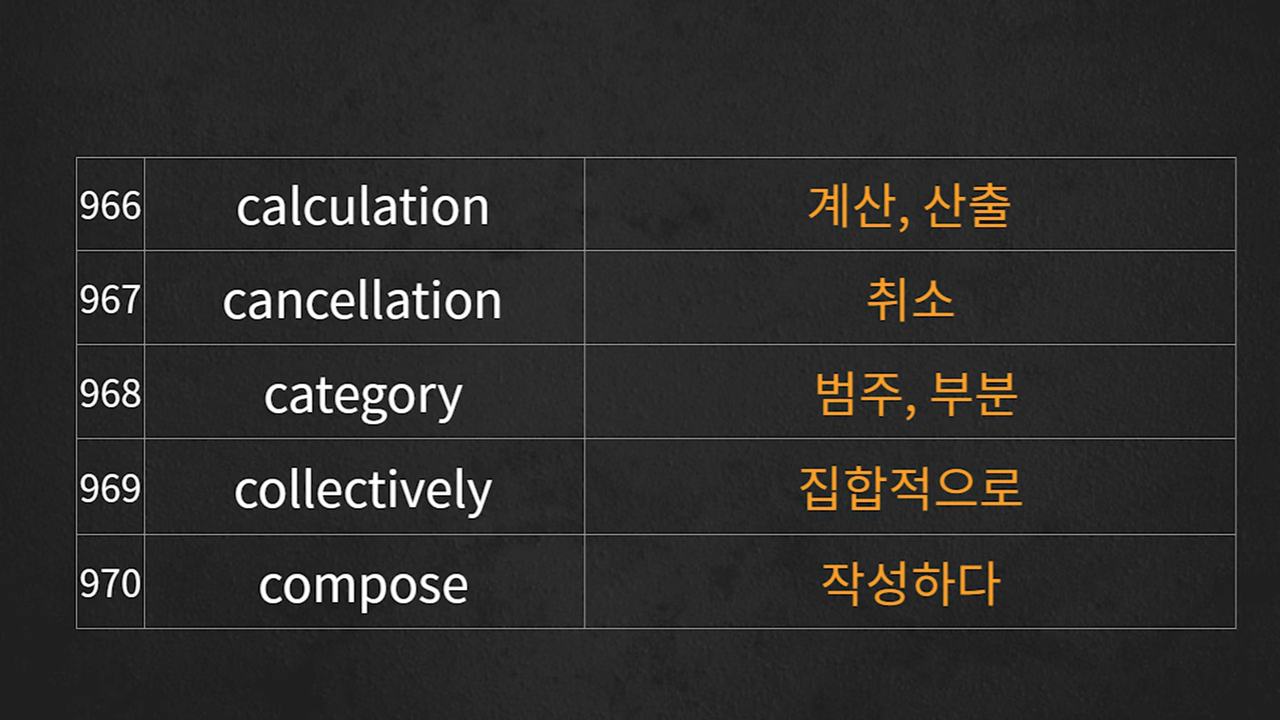 966 calculation 계산, 산출
967 cancellation 취소
968 category 범주, 부분
969 collectively 집합적으로
970 compose 작성하다